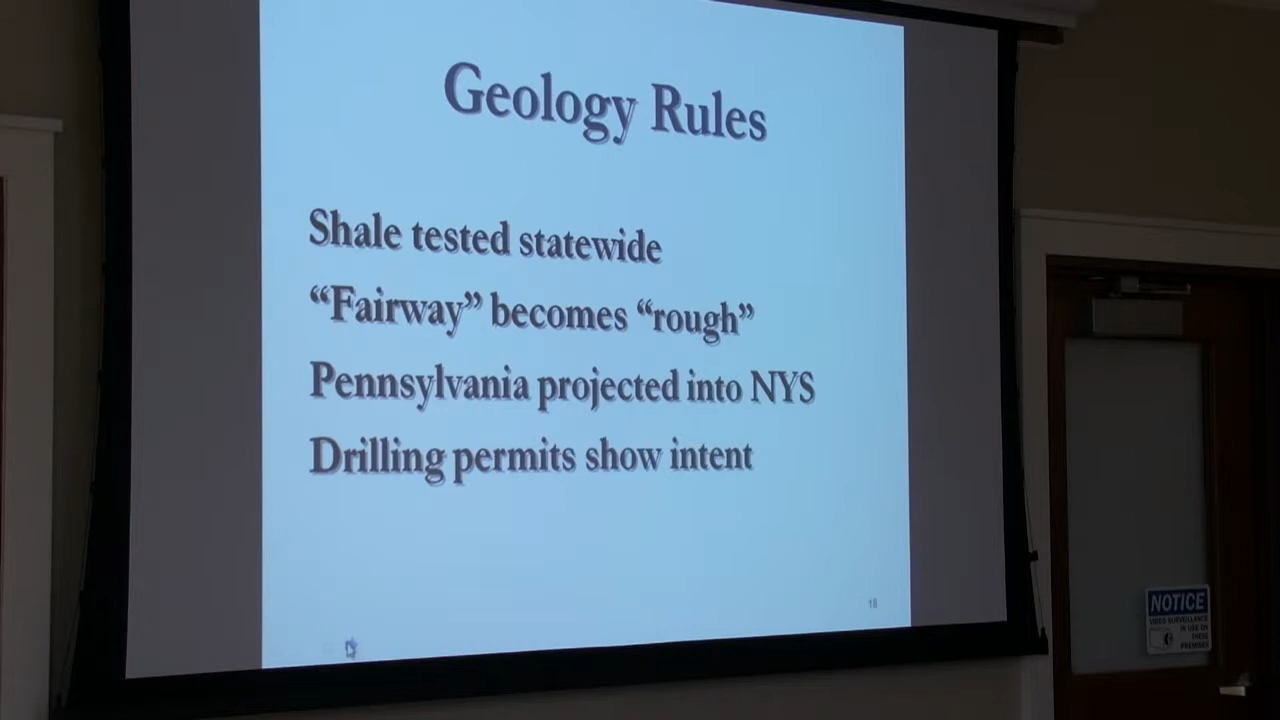 Geology Rules
Shale tested statewide
“Fairway” becomes “rough”
Pennsylvania projected into NYS
Drilling permits show intent
18
NOTICE
VIDEO SURVEILLANCE
IN USE ON
THESE
PREMISES